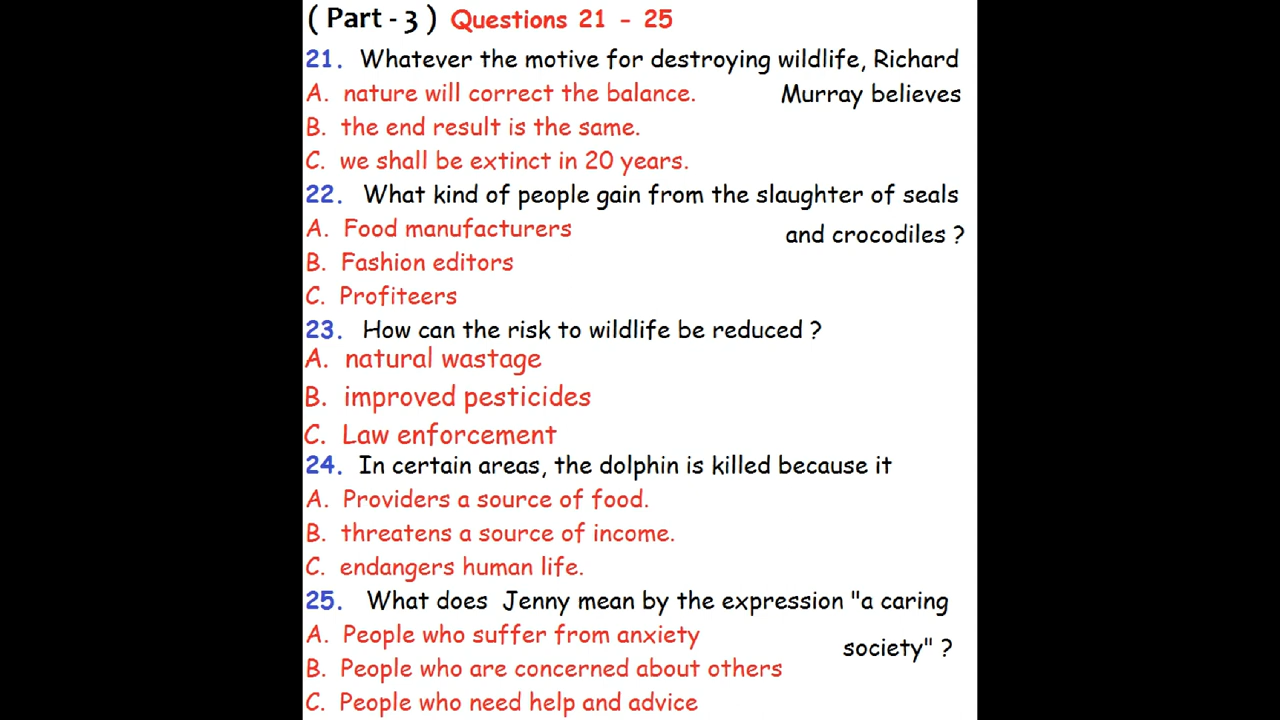 ( Part - 3 ) Questions 21 - 25
21. Whatever the motive for destroying wildlife, Richard
Murray believes
A. nature will correct the balance.
B. the end result is the same.
C. we shall be extinct in 20 years.
22. What kind of people gain from the slaughter of seals
and crocodiles ?
A. Food manufacturers
B. Fashion editors
C. Profiteers
23. How can the risk to wildlife be reduced ?
A. natural wastage
B. improved pesticides
C. Law enforcement
24. In certain areas, the dolphin is killed because it
A. Providers a source of food.
B. threatens a source of income.
C. endangers human life.
25. What does Jenny mean by the expression "a caring
society" ?
A. People who suffer from anxiety
B. People who are concerned about others
C. People who need help and advice